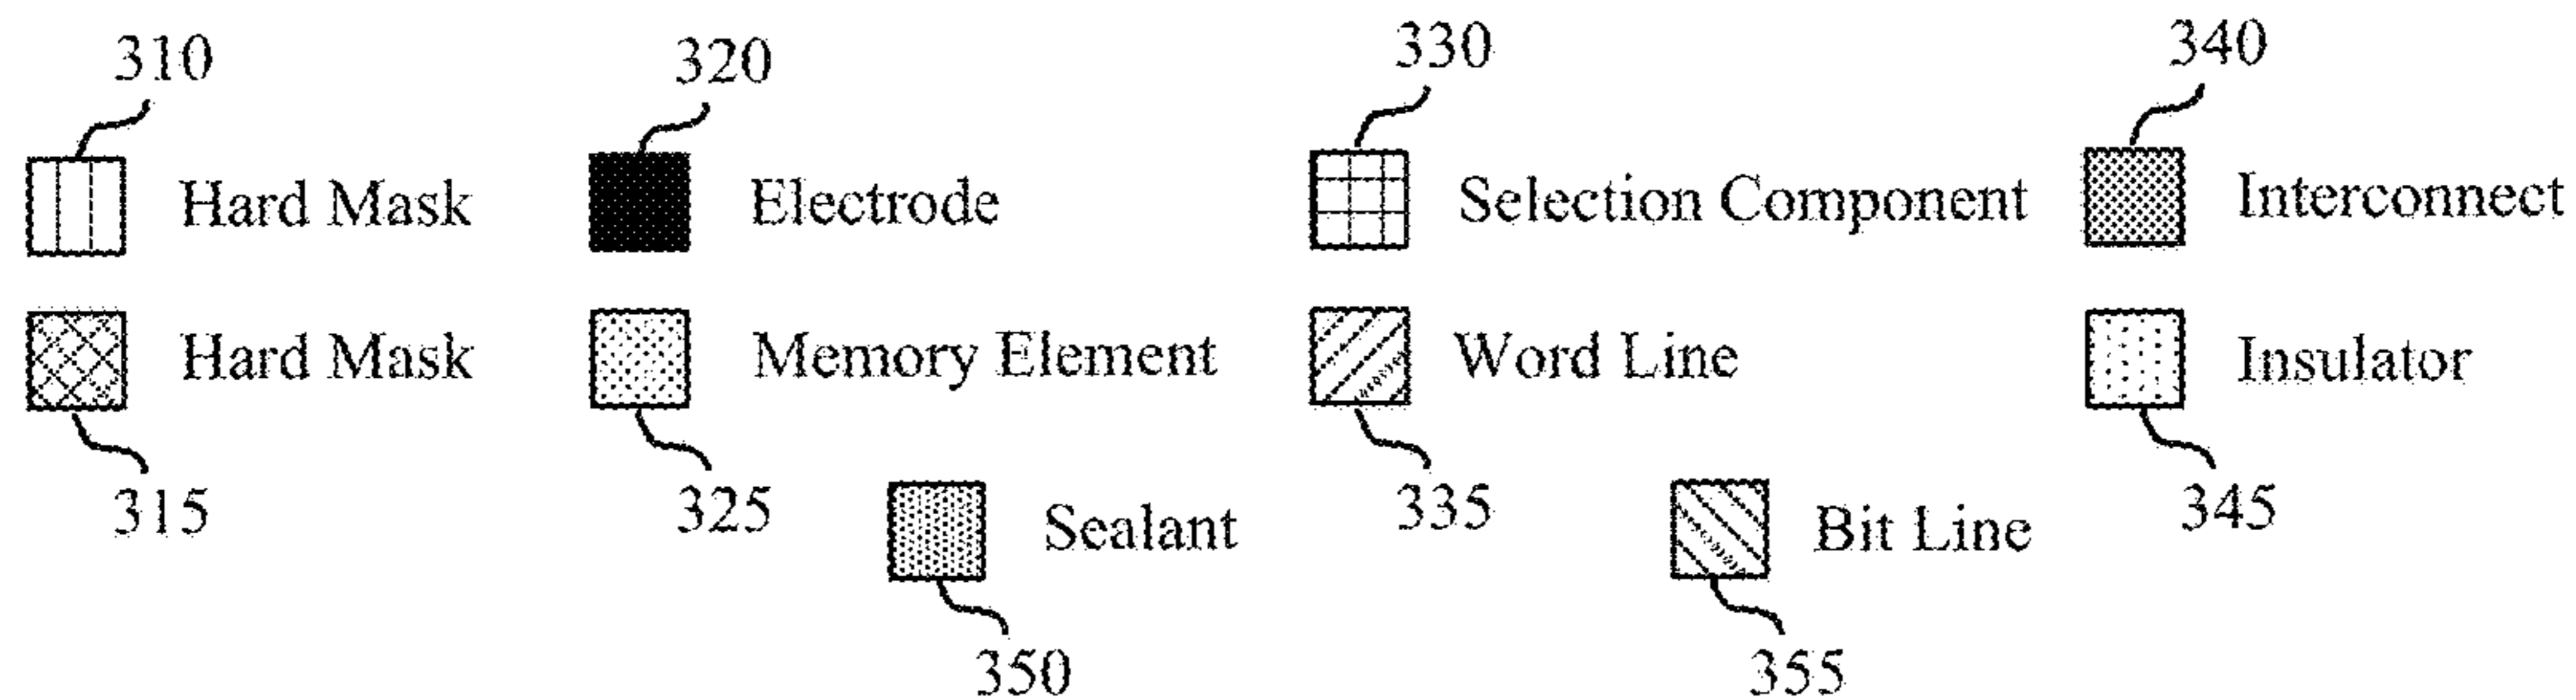 310 320 330 340
Hard Mask Electrode Selection Component Interconnect
Hard Mask Memory Element Word Line Insulator
315 325 335 345
Sealant Bit Line
350 355